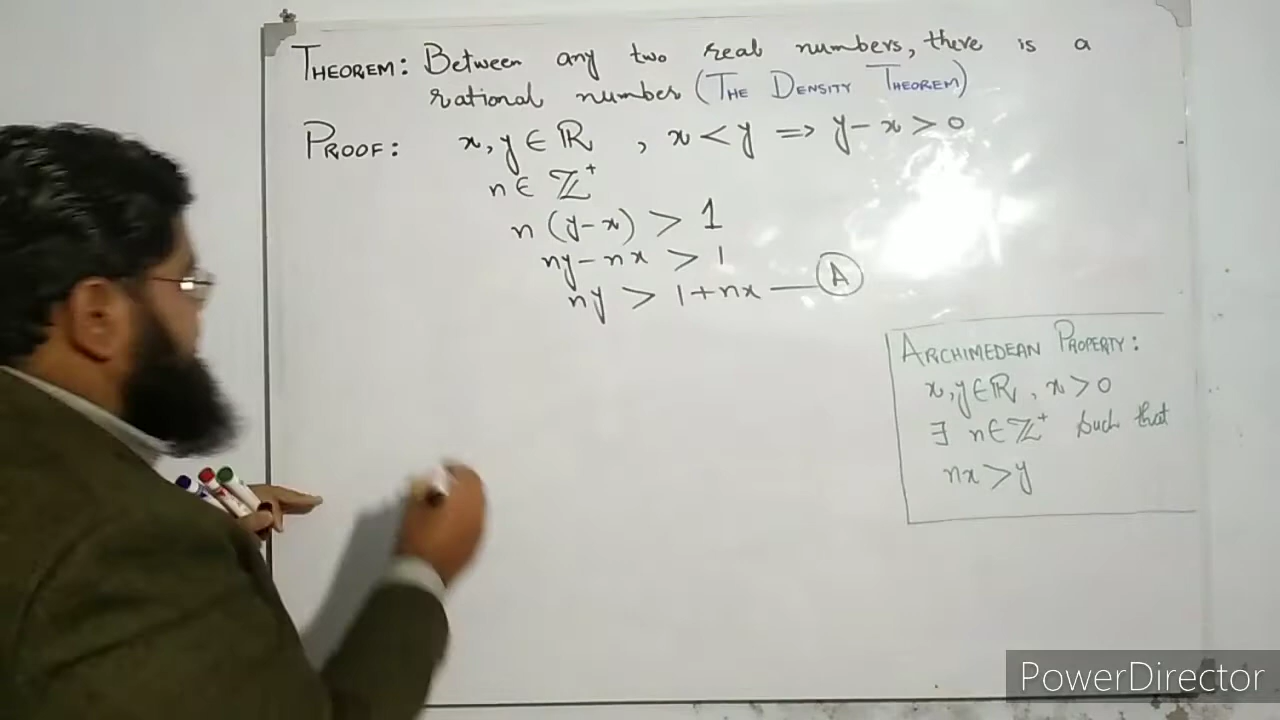 THEOREM: Between any two real numbers, there is a
rational number (THE DENSITY THEOREM)
PROOF: x, y ∈ ℝ , x < y ⇒ y − x > 0
n ∈ ℤ⁺
n (y − x) > 1
ny − nx > 1
ny > 1 + nx — Ⓐ
ARCHIMEDEAN PROPERTY:
x, y ∈ ℝ, x > 0
∃ n ∈ ℤ⁺ such that
nx > y
PowerDirector